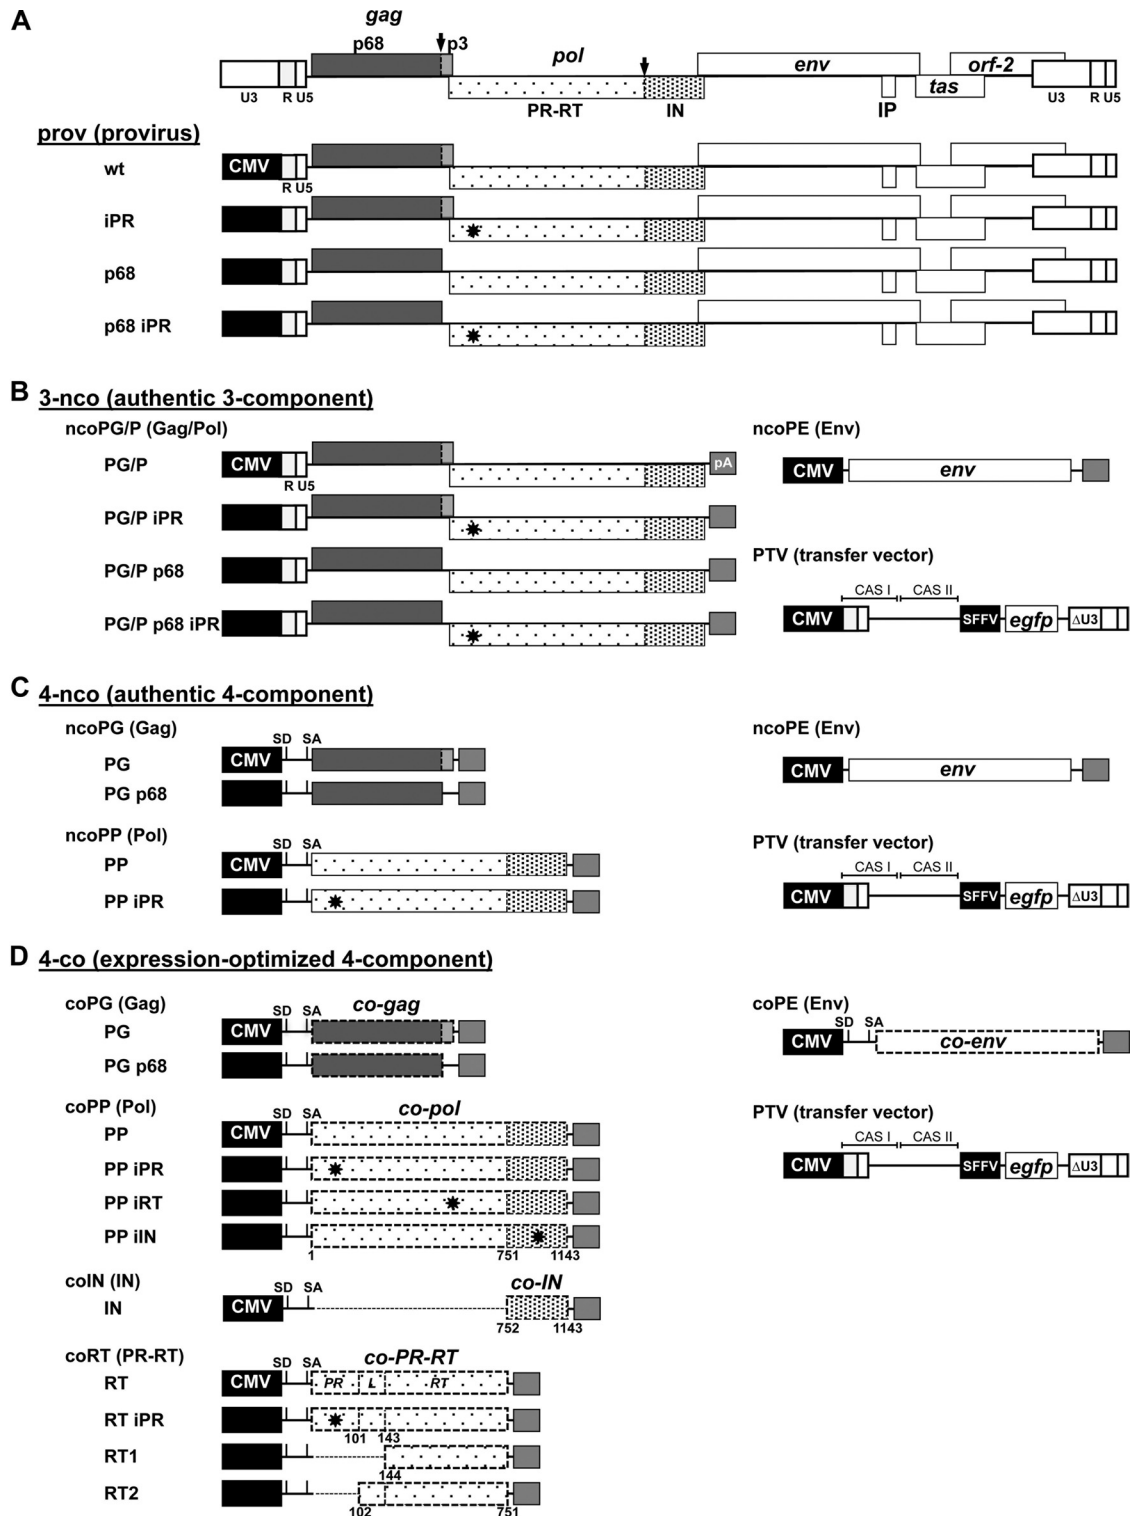 A
gag
p68 p3
pol
env
orf-2
tas
U3 R U5
U3 R U5
PR-RT IN IP
prov (provirus)
wt
CMV
R U5
iPR
p68
p68 iPR
B 3-nco (authentic 3-component)
ncoPG/P (Gag/Pol)
ncoPE (Env)
PG/P
CMV
pA
CMV env
R U5
PG/P iPR
PTV (transfer vector)
PG/P p68
CAS I CAS II
PG/P p68 iPR
CMV SFFV egfp ΔU3
C 4-nco (authentic 4-component)
ncoPG (Gag)
ncoPE (Env)
SD SA
PG
CMV
CMV env
PG p68
ncoPP (Pol)
PTV (transfer vector)
SD SA
PP
CMV
CAS I CAS II
PP iPR
CMV SFFV egfp ΔU3
D 4-co (expression-optimized 4-component)
coPG (Gag)
co-gag
coPE (Env)
SD SA
PG
CMV
SD SA
CMV co-env
PG p68
coPP (Pol)
co-pol
PTV (transfer vector)
SD SA
PP
CMV
CAS I CAS II
PP iPR
CMV SFFV egfp ΔU3
PP iRT
PP iIN
1 751 1143
coIN (IN)
co-IN
SD SA
IN
CMV
752 1143
coRT (PR-RT)
co-PR-RT
SD SA
RT
CMV
PR L RT
RT iPR
101 143
RT1
144
RT2
102 751